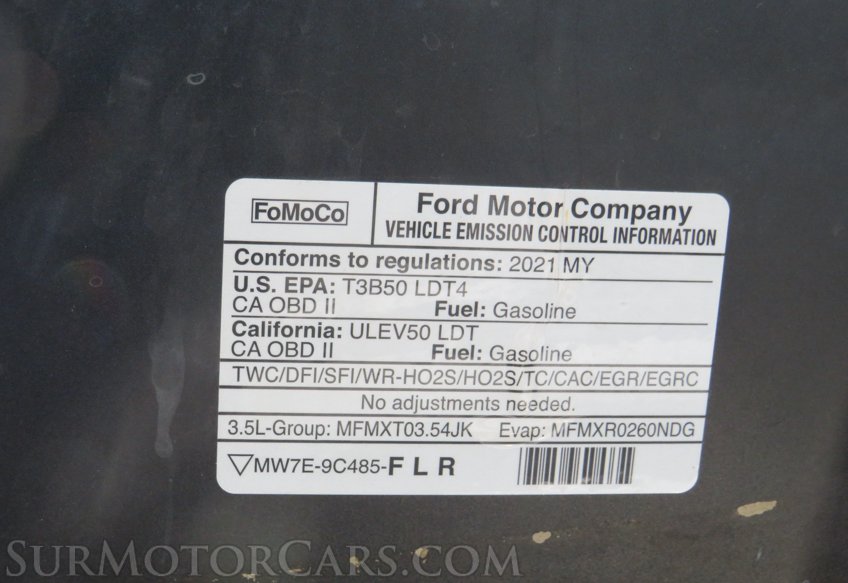 FoMoCo
Ford Motor Company
VEHICLE EMISSION CONTROL INFORMATION
Conforms to regulations: 2021 MY
U.S. EPA: T3B50 LDT4
CA OBD II Fuel: Gasoline
California: ULEV50 LDT
CA OBD II Fuel: Gasoline
TWC/DFI/SFI/WR-HO2S/HO2S/TC/CAC/EGR/EGRC
No adjustments needed.
3.5L-Group: MFMXT03.54JK Evap: MFMXR0260NDG
MW7E-9C485-FLR
SURMOTORCARS.COM